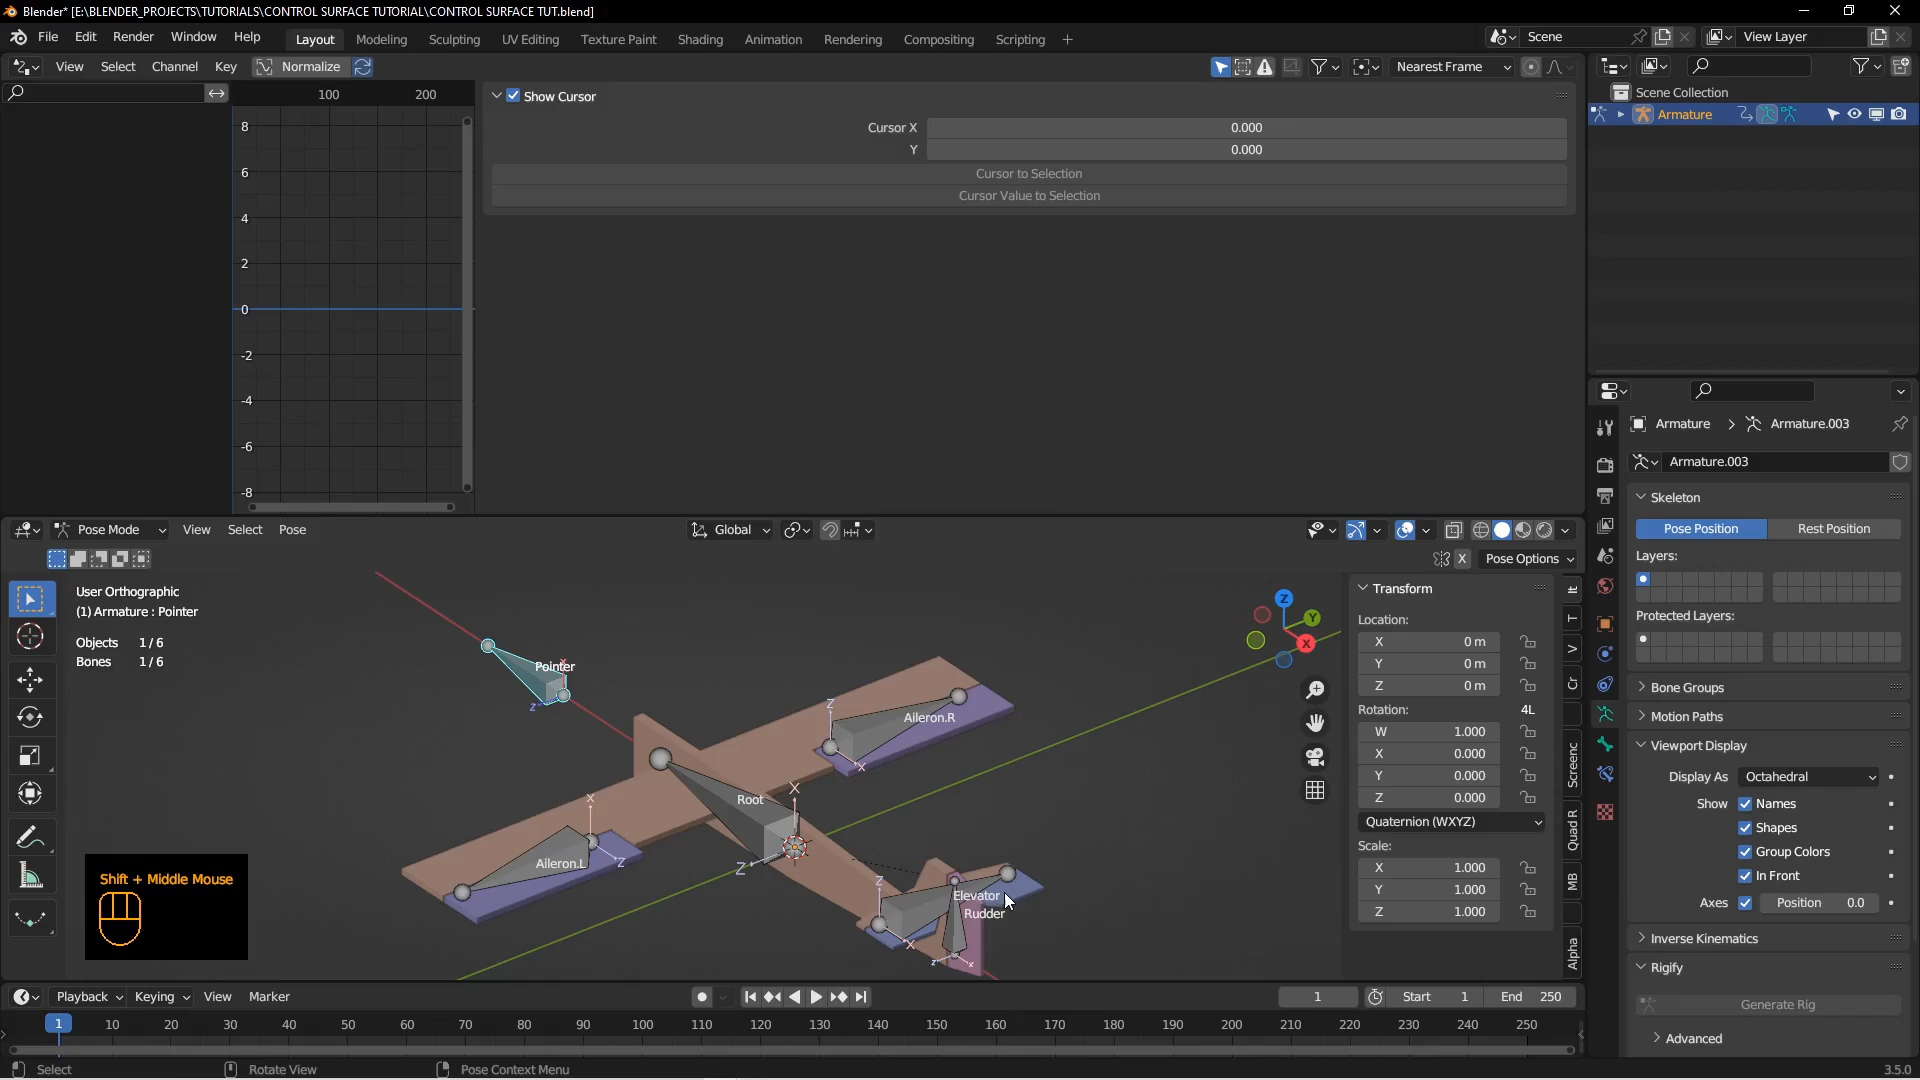 Blender* [E:\BLENDER_PROJECTS\TUTORIALS\CONTROL SURFACE TUTORIAL\CONTROL SURFACE TUT.blend]
File Edit Render Window Help Layout Modeling Sculpting UV Editing Texture Paint Shading Animation Rendering Compositing Scripting + Scene View Layer
View Select Channel Key Normalize Nearest Frame
100 200
8
6
4
2
0
-2
-4
-6
-8
Show Cursor
Cursor X 0.000
Y 0.000
Cursor to Selection
Cursor Value to Selection
Scene Collection
Armature
Armature > Armature.003
Armature.003
Skeleton
Pose Position Rest Position
Layers:
Protected Layers:
Bone Groups
Motion Paths
Viewport Display
Display As Octahedral
Show Names
Shapes
Group Colors
In Front
Axes Position 0.0
Inverse Kinematics
Rigify
Generate Rig
Advanced
Pose Mode View Select Pose Global
X Pose Options
User Orthographic
(1) Armature : Pointer
Objects 1/6
Bones 1/6
Pointer
z
Aileron.R
Z
X
Root
X
Z
Aileron.L
X
Z
Elevator
Rudder
Z
X
z
x
Z
Y
X
Shift + Middle Mouse
Transform
Location:
X 0 m
Y 0 m
Z 0 m
Rotation: 4L
W 1.000
X 0.000
Y 0.000
Z 0.000
Quaternion (WXYZ)
Scale:
X 1.000
Y 1.000
Z 1.000
It
T
V
Cr
Screenc
Quad R
MB
Alpha
Playback Keying View Marker 1 Start 1 End 250
1 10 20 30 40 50 60 70 80 90 100 110 120 130 140 150 160 170 180 190 200 210 220 230 240 250
Select Rotate View Pose Context Menu 3.5.0